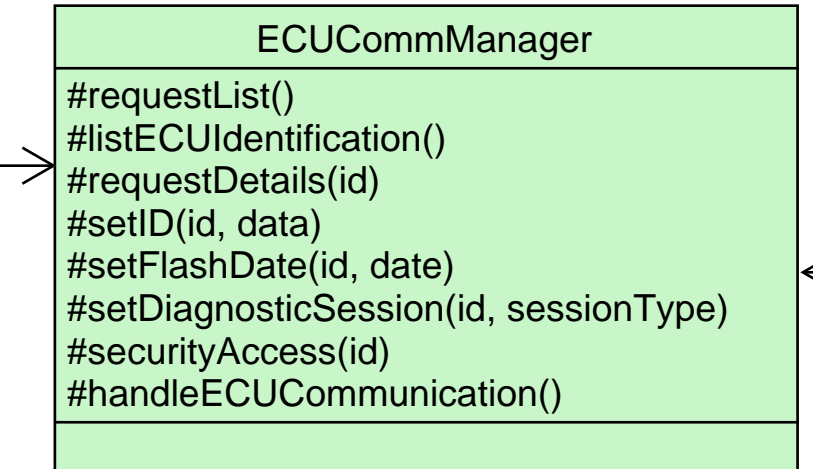 ECUCommManager
#requestList()
#listECUIdentification()
#requestDetails(id)
#setID(id, data)
#setFlashDate(id, date)
#setDiagnosticSession(id, sessionType)
#securityAccess(id)
#handleECUCommunication()